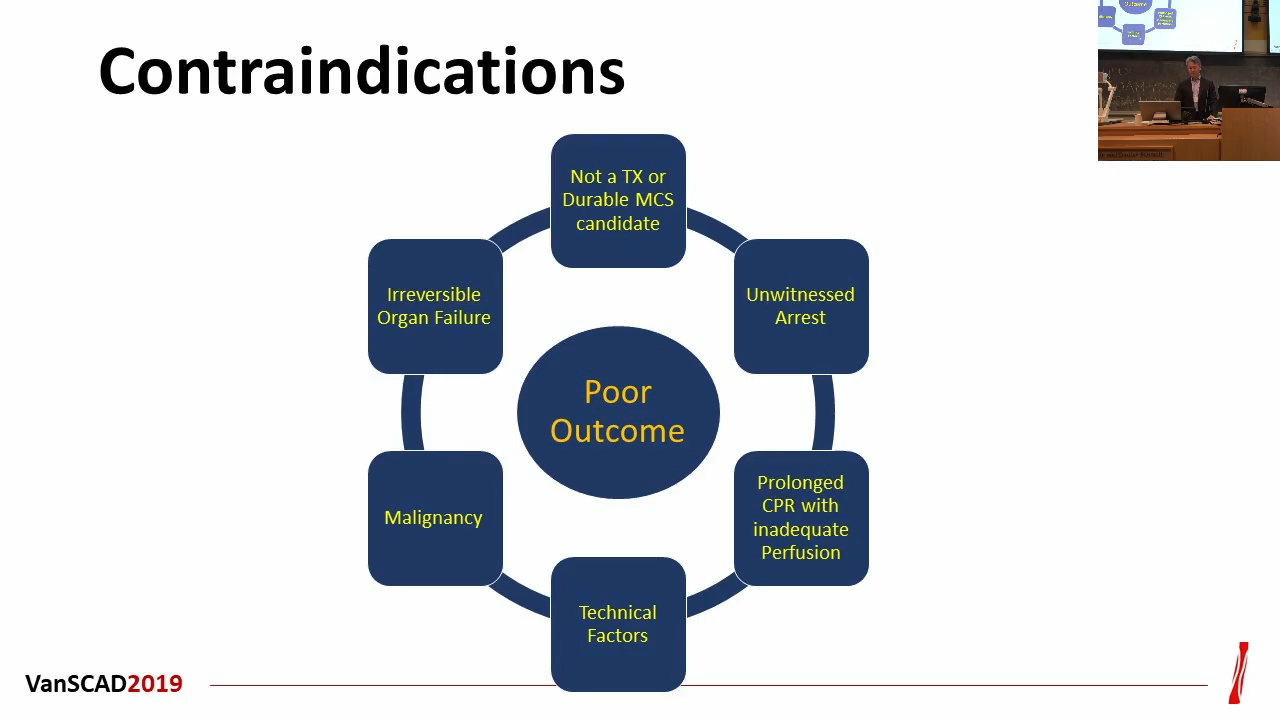 Contraindications
Not a TX or
Durable MCS
candidate
Unwitnessed
Arrest
Prolonged
CPR with
inadequate
Perfusion
Technical
Factors
Malignancy
Irreversible
Organ Failure
Poor
Outcome
VanSCAD2019
Outcome